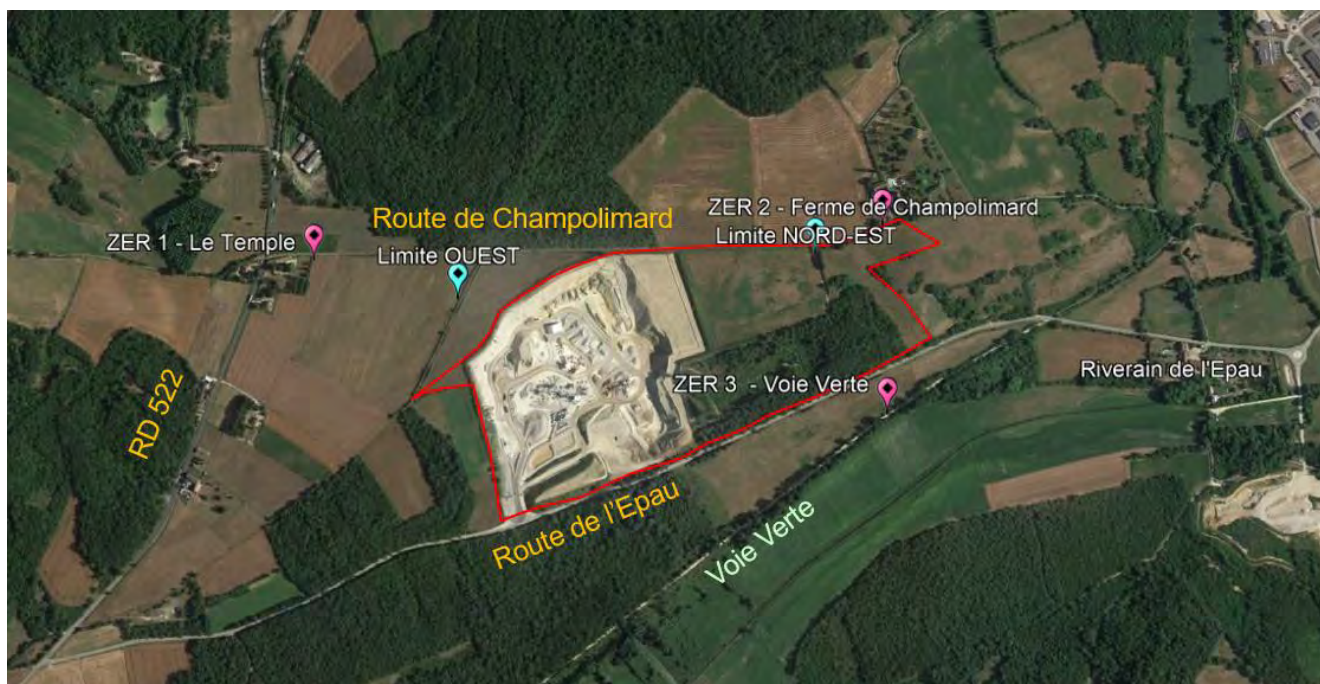 ZER 2 - Ferme de Champolimard
Route de Champolimard
ZER 1 - Le Temple
Limite NORD-EST
Limite OUEST
Riverain de l'Epau
ZER 3 - Voie Verte
RD 522
Route de l'Epau
Voie Verte